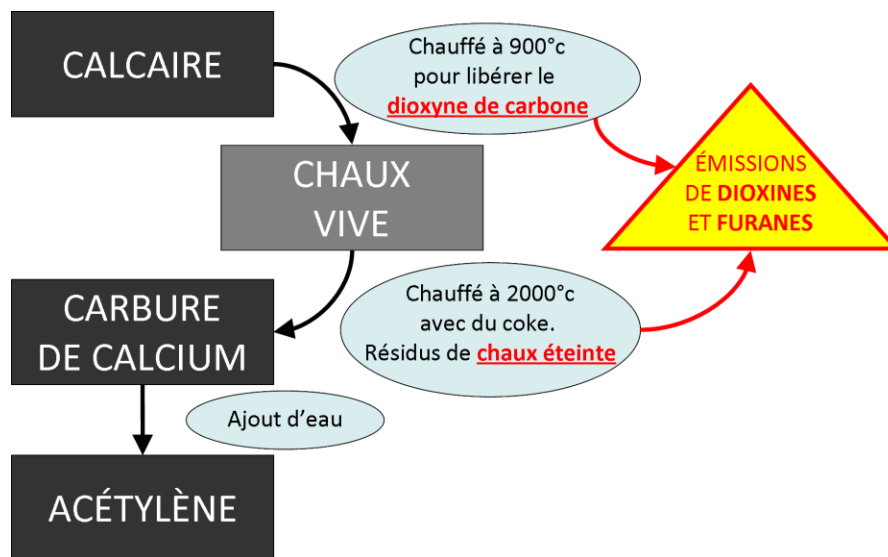 CALCAIRE
Chauffé à 900°c
pour libérer le
dioxyne de carbone
CHAUX
VIVE
ÉMISSIONS
DE DIOXINES
ET FURANES
CARBURE
DE CALCIUM
Chauffé à 2000°c
avec du coke.
Résidus de chaux éteinte
Ajout d’eau
ACÉTYLÈNE